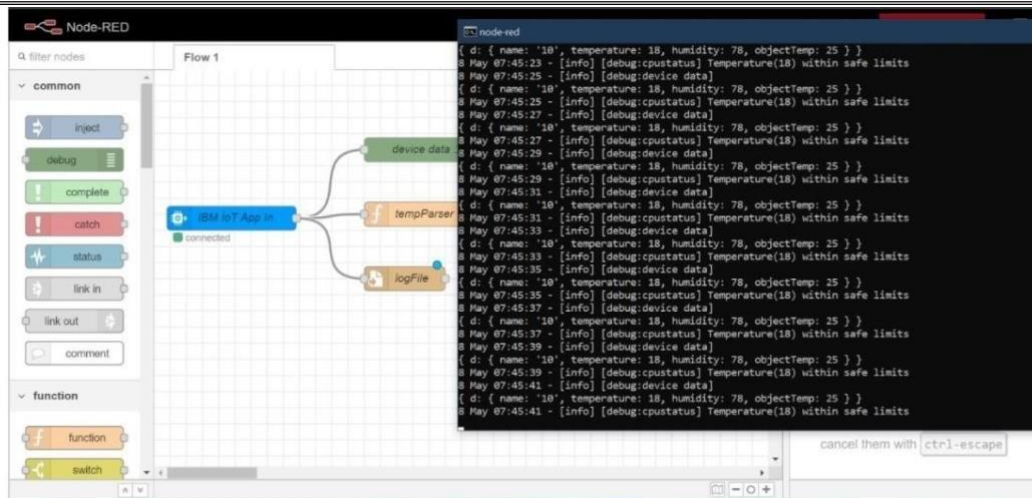 Node-RED
filter nodes
Flow 1
common
inject
debug
complete
catch
status
link in
link out
comment
function
function
switch
IBM IoT App In
connected
device data
tempParser
logFile
node-red
{ d: { name: '10', temperature: 18, humidity: 78, objectTemp: 25 } }
8 May 07:45:23 - [info] [debug:cpustatus] Temperature(18) within safe limits
8 May 07:45:25 - [info] [debug:device data]
{ d: { name: '10', temperature: 18, humidity: 78, objectTemp: 25 } }
8 May 07:45:25 - [info] [debug:cpustatus] Temperature(18) within safe limits
8 May 07:45:27 - [info] [debug:device data]
{ d: { name: '10', temperature: 18, humidity: 78, objectTemp: 25 } }
8 May 07:45:27 - [info] [debug:cpustatus] Temperature(18) within safe limits
8 May 07:45:29 - [info] [debug:device data]
{ d: { name: '10', temperature: 18, humidity: 78, objectTemp: 25 } }
8 May 07:45:29 - [info] [debug:cpustatus] Temperature(18) within safe limits
8 May 07:45:31 - [info] [debug:device data]
{ d: { name: '10', temperature: 18, humidity: 78, objectTemp: 25 } }
8 May 07:45:31 - [info] [debug:cpustatus] Temperature(18) within safe limits
8 May 07:45:33 - [info] [debug:device data]
{ d: { name: '10', temperature: 18, humidity: 78, objectTemp: 25 } }
8 May 07:45:33 - [info] [debug:cpustatus] Temperature(18) within safe limits
8 May 07:45:35 - [info] [debug:device data]
{ d: { name: '10', temperature: 18, humidity: 78, objectTemp: 25 } }
8 May 07:45:35 - [info] [debug:cpustatus] Temperature(18) within safe limits
8 May 07:45:37 - [info] [debug:device data]
{ d: { name: '10', temperature: 18, humidity: 78, objectTemp: 25 } }
8 May 07:45:37 - [info] [debug:cpustatus] Temperature(18) within safe limits
8 May 07:45:39 - [info] [debug:device data]
{ d: { name: '10', temperature: 18, humidity: 78, objectTemp: 25 } }
8 May 07:45:39 - [info] [debug:cpustatus] Temperature(18) within safe limits
8 May 07:45:41 - [info] [debug:device data]
{ d: { name: '10', temperature: 18, humidity: 78, objectTemp: 25 } }
8 May 07:45:41 - [info] [debug:cpustatus] Temperature(18) within safe limits
cancel them with ctrl-escape